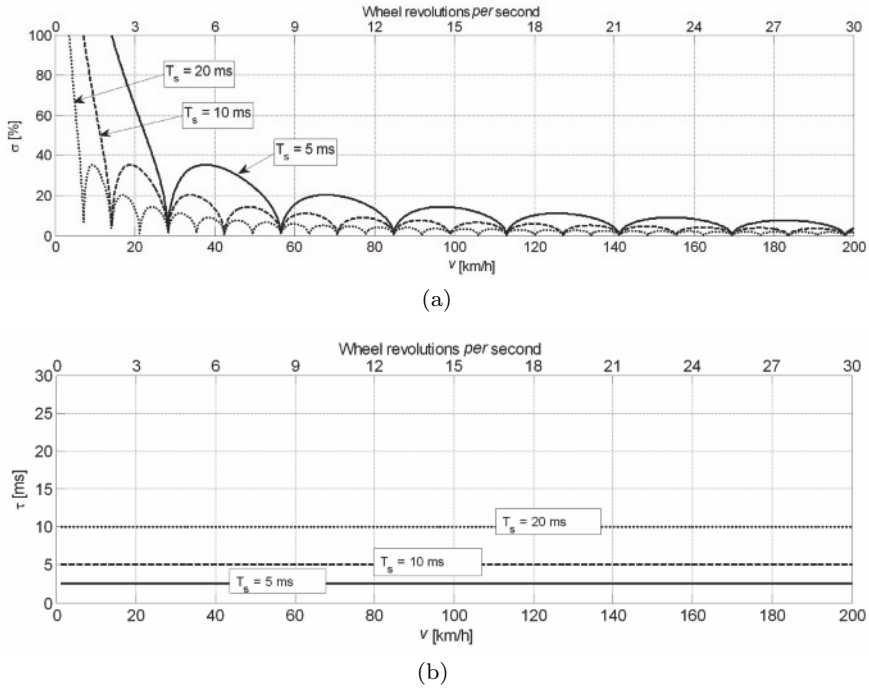 Wheel revolutions per second
0 3 6 9 12 15 18 21 24 27 30
100
80
60
40
20
0
σ [%]
T_s = 20 ms
T_s = 10 ms
T_s = 5 ms
0 20 40 60 80 100 120 140 160 180 200
v [km/h]
(a)
Wheel revolutions per second
0 3 6 9 12 15 18 21 24 27 30
30
25
20
15
10
5
0
τ [ms]
T_s = 20 ms
T_s = 10 ms
T_s = 5 ms
0 20 40 60 80 100 120 140 160 180 200
v [km/h]
(b)